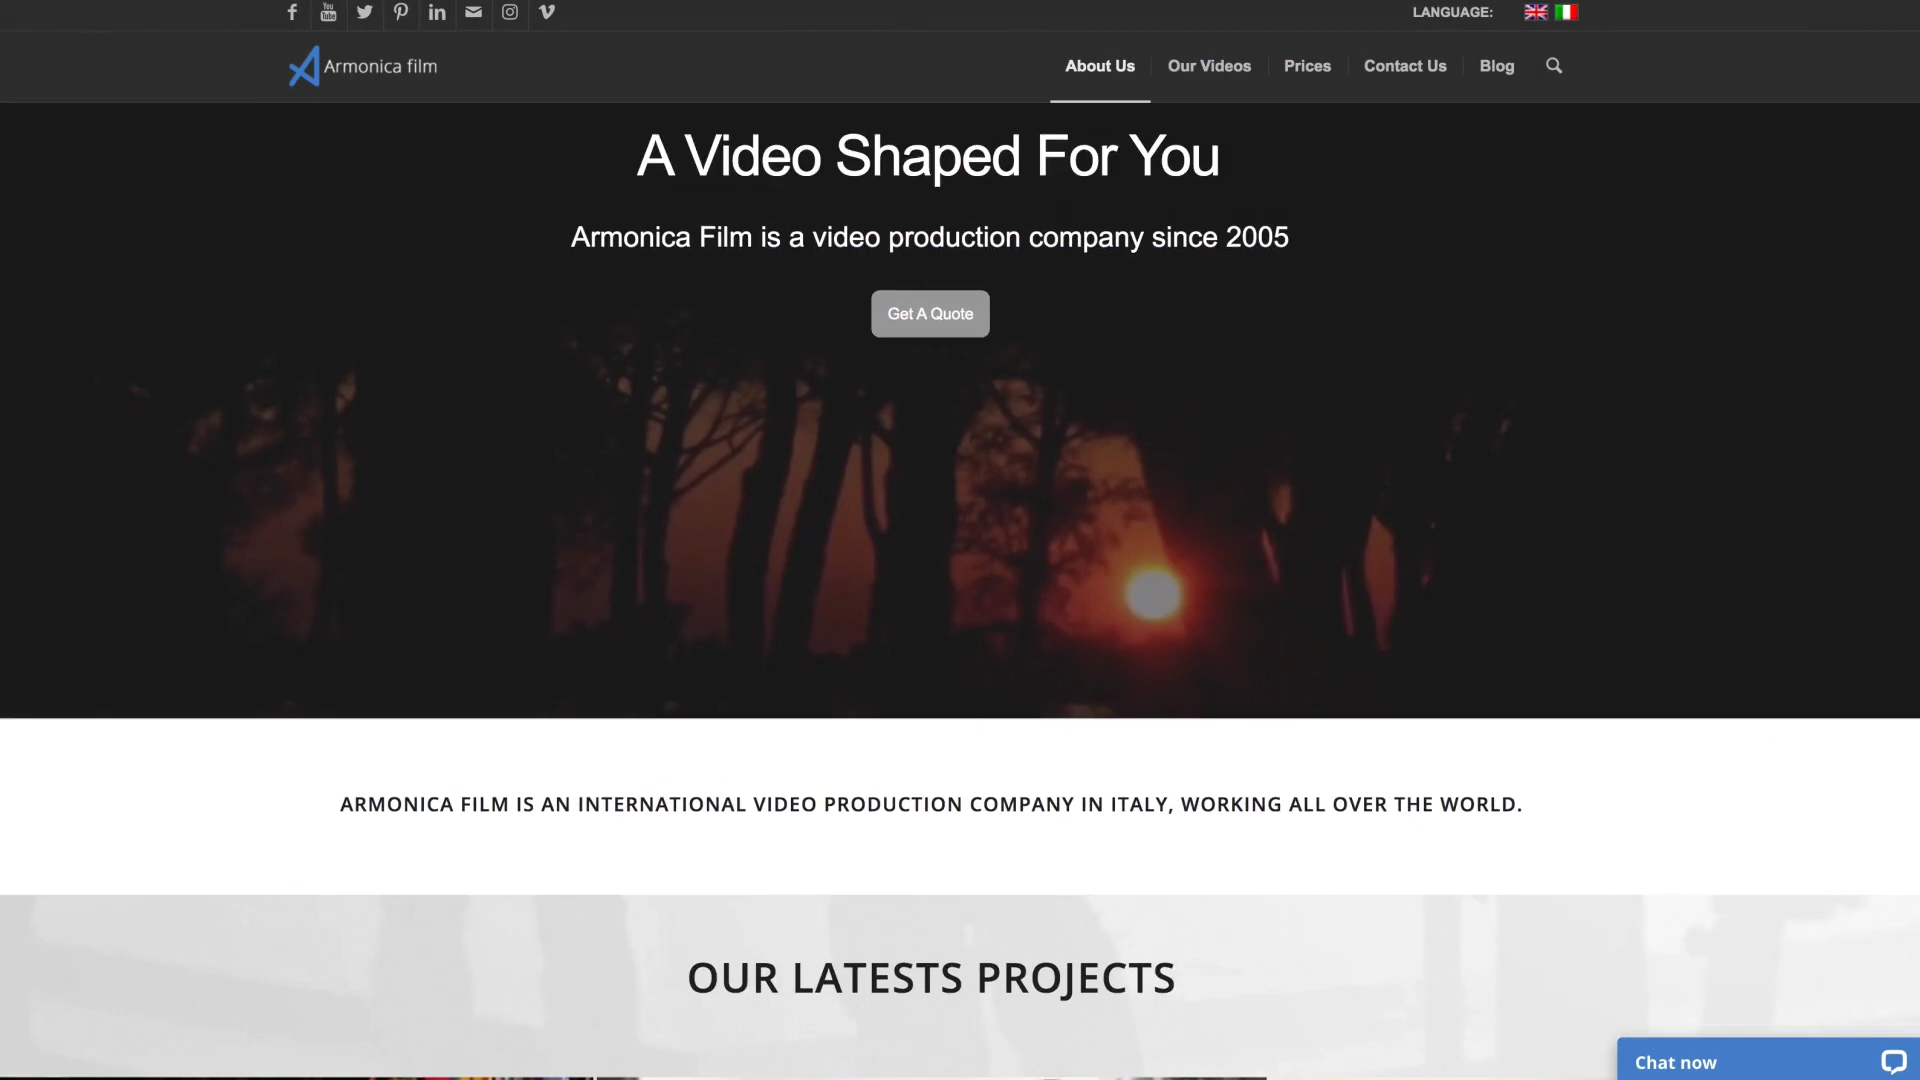 You Tube
LANGUAGE:
Armonica film
About Us
Our Videos
Prices
Contact Us
Blog
A Video Shaped For You
Armonica Film is a video production company since 2005
Get A Quote
ARMONICA FILM IS AN INTERNATIONAL VIDEO PRODUCTION COMPANY IN ITALY, WORKING ALL OVER THE WORLD.
OUR LATESTS PROJECTS
Chat now